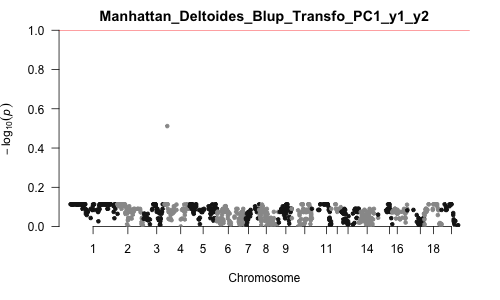 Manhattan_Deltoides_Blup_Transfo_PC1_y1_y2
1.0
0.8
0.6
0.4
0.2
0.0
− log10(p)
1 2 3 4 5 6 7 8 9 11 14 16 18
Chromosome